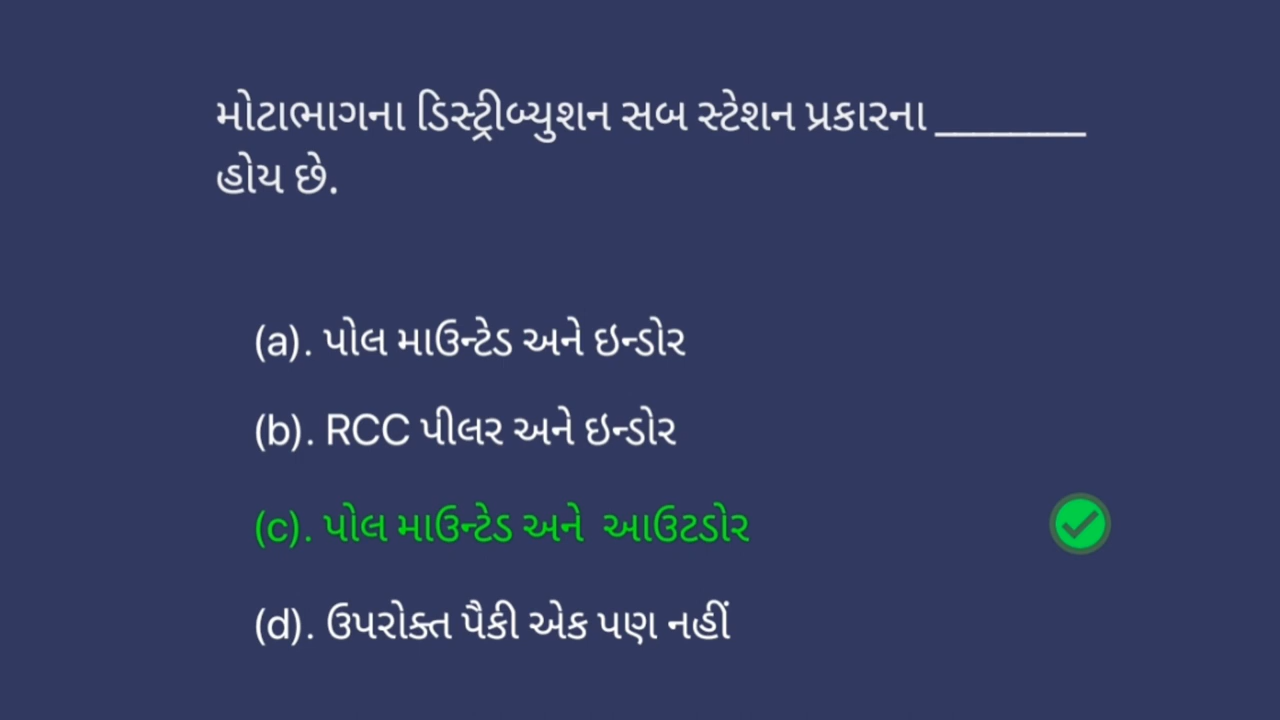 મોટાભાગના ડિસ્ટ્રીબ્યુશન સબ સ્ટેશન પ્રકારના ________
હોય છે.
(a). પોલ માઉન્ટેડ અને ઇન્ડોર
(b). RCC પીલર અને ઇન્ડોર
(c). પોલ માઉન્ટેડ અને આઉટડોર
(d). ઉપરોક્ત પૈકી એક પણ નહીં